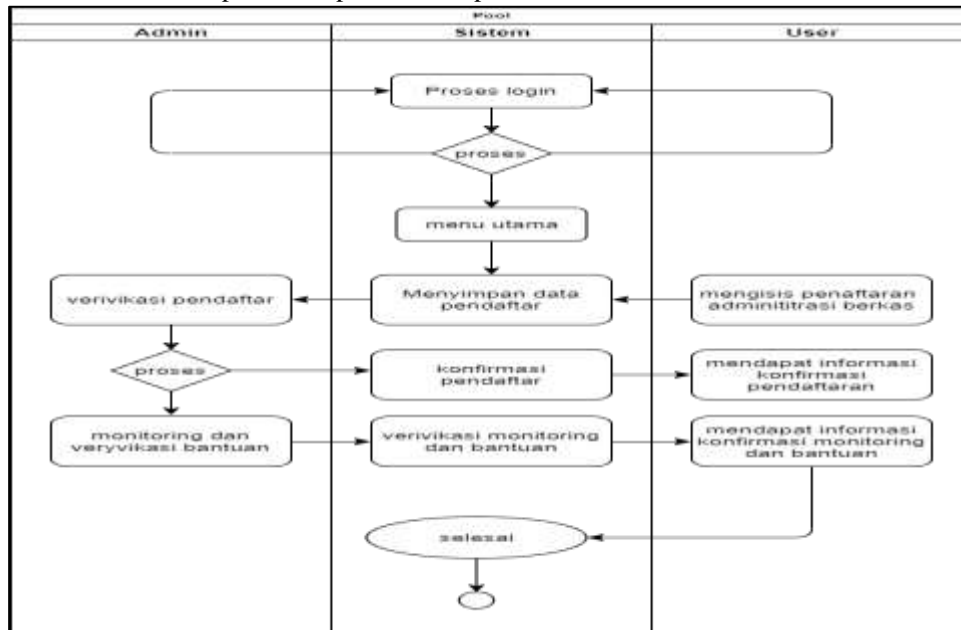 Pool
Admin
Sistem
User
Proses login
proses
menu utama
verivikasi pendaftar
Menyimpan data
pendaftar
mengisis penaftaran
adminititrasi berkas
proses
konfirmasi
pendaftar
mendapat informasi
konfirmasi
pendaftaran
monitoring dan
veryvikasi bantuan
verivikasi monitoring
dan bantuan
mendapat informasi
konfirmasi monitoring
dan bantuan
selesai